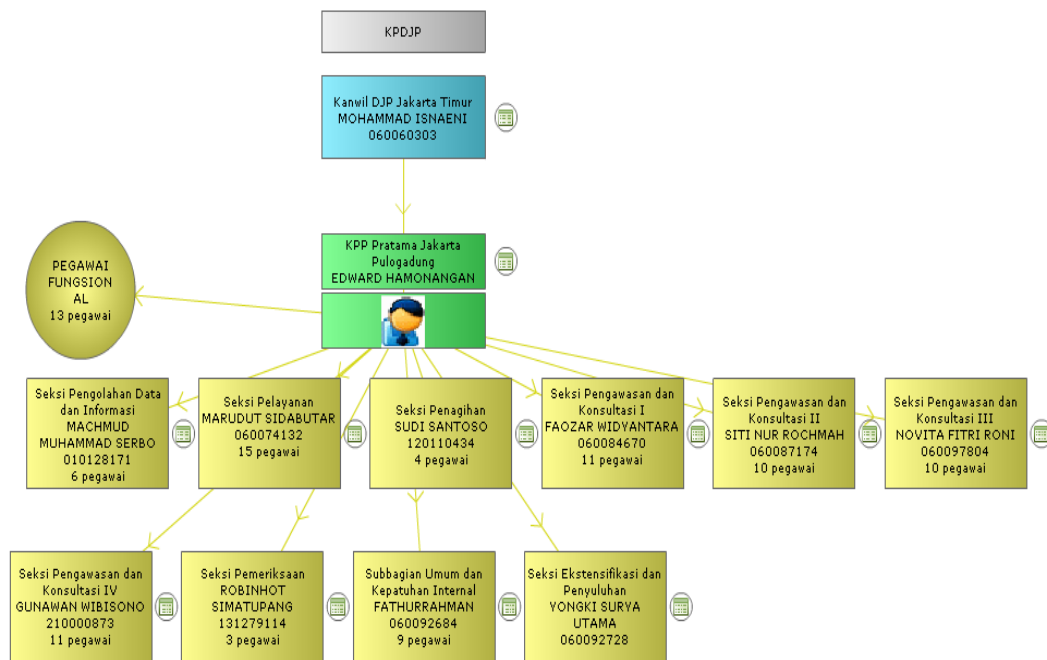 KPDJP
Kanwil DJP Jakarta Timur
MOHAMMAD ISNAENI
060060303
KPP Pratama Jakarta
Pulogadung
EDWARD HAMONANGAN
PEGAWAI
FUNGSION
AL
13 pegawai
Seksi Pengolahan Data
dan Informasi
MACHMUD
MUHAMMAD SERBO
010128171
6 pegawai
Seksi Pelayanan
MARUDUT SIDABUTAR
060074132
15 pegawai
Seksi Penagihan
SUDI SANTOSO
120110434
4 pegawai
Seksi Pengawasan dan
Konsultasi I
FAOZAR WIDYANTARA
060084670
11 pegawai
Seksi Pengawasan dan
Konsultasi II
SITI NUR ROCHMAH
060087174
10 pegawai
Seksi Pengawasan dan
Konsultasi III
NOVITA FITRI RONI
060097804
10 pegawai
Seksi Pengawasan dan
Konsultasi IV
GUNAWAN WIBISONO
210000873
11 pegawai
Seksi Pemeriksaan
ROBINHOT
SIMATUPANG
131279114
3 pegawai
Subbagian Umum dan
Kepatuhan Internal
FATHURRAHMAN
060092684
9 pegawai
Seksi Ekstensifikasi dan
Penyuluhan
YONGKI SURYA
UTAMA
060092728